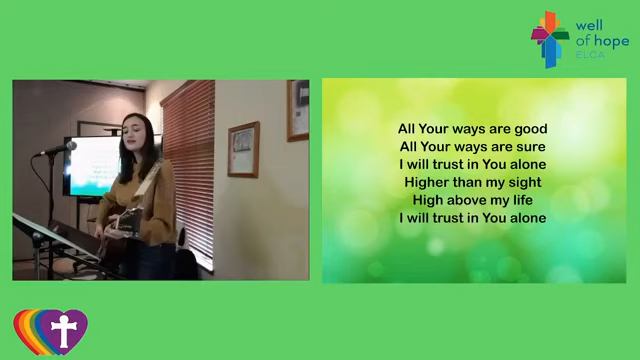 well
of hope
ELCA
All Your ways are good
All Your ways are sure
I will trust in You alone
Higher than my sight
High above my life
I will trust in You alone